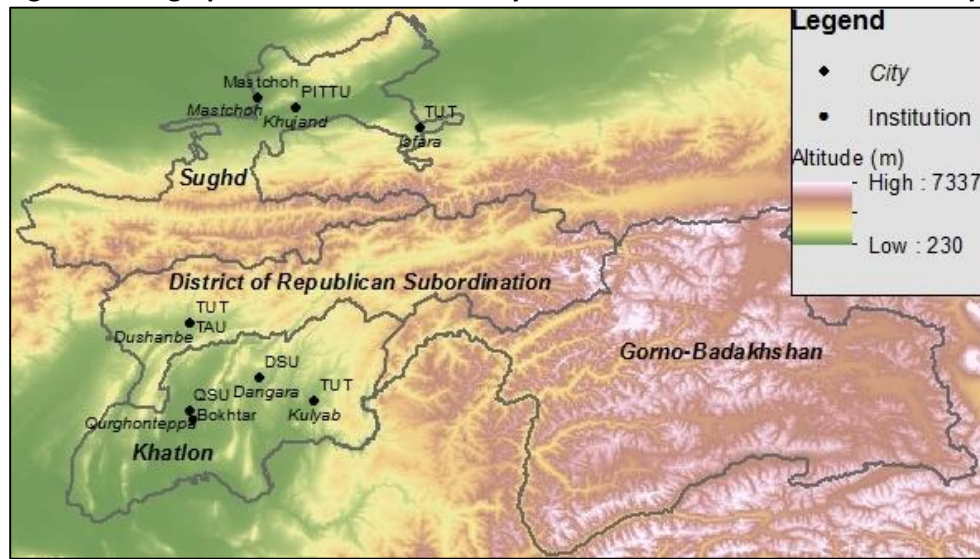 Legend
City
Institution
Altitude (m)
High : 7337
Low : 230
Mastchoh
PITTU
Mastchoh
Khujand
TUT
Isfara
Sughd
District of Republican Subordination
TUT
Dushanbe
TAU
Gorno-Badakhshan
DSU
Dangara
TUT
QSU
Kulyab
Bokhtar
Qurghonteppa
Khatlon